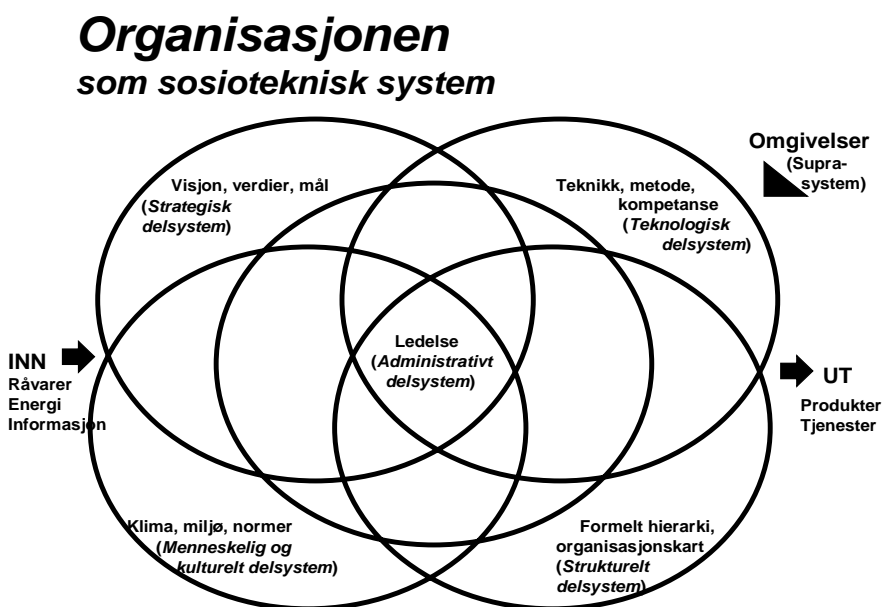 Organisasjonen
som sosioteknisk system
Omgivelser
(Supra-
system)
Visjon, verdier, mål
(Strategisk
delsystem)
Teknikk, metode,
kompetanse
(Teknologisk
delsystem)
Ledelse
(Administrativt
delsystem)
INN
Råvarer
Energi
Informasjon
UT
Produkter
Tjenester
Klima, miljø, normer
(Menneskelig og
kulturelt delsystem)
Formelt hierarki,
organisasjonskart
(Strukturelt
delsystem)